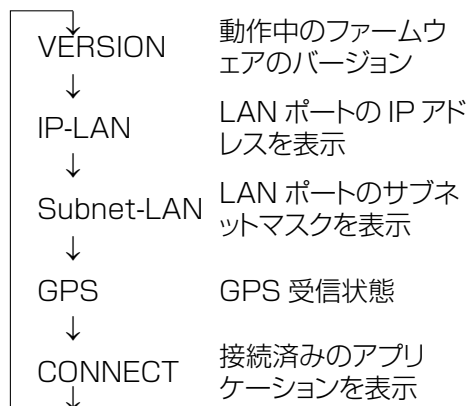 VERSION 動作中のファームウ
ェアのバージョン
↓
IP-LAN LAN ポートの IP アド
レスを表示
↓
Subnet-LAN LAN ポートのサブネ
ットマスクを表示
↓
GPS GPS 受信状態
↓
CONNECT 接続済みのアプリ
ケーションを表示
↓